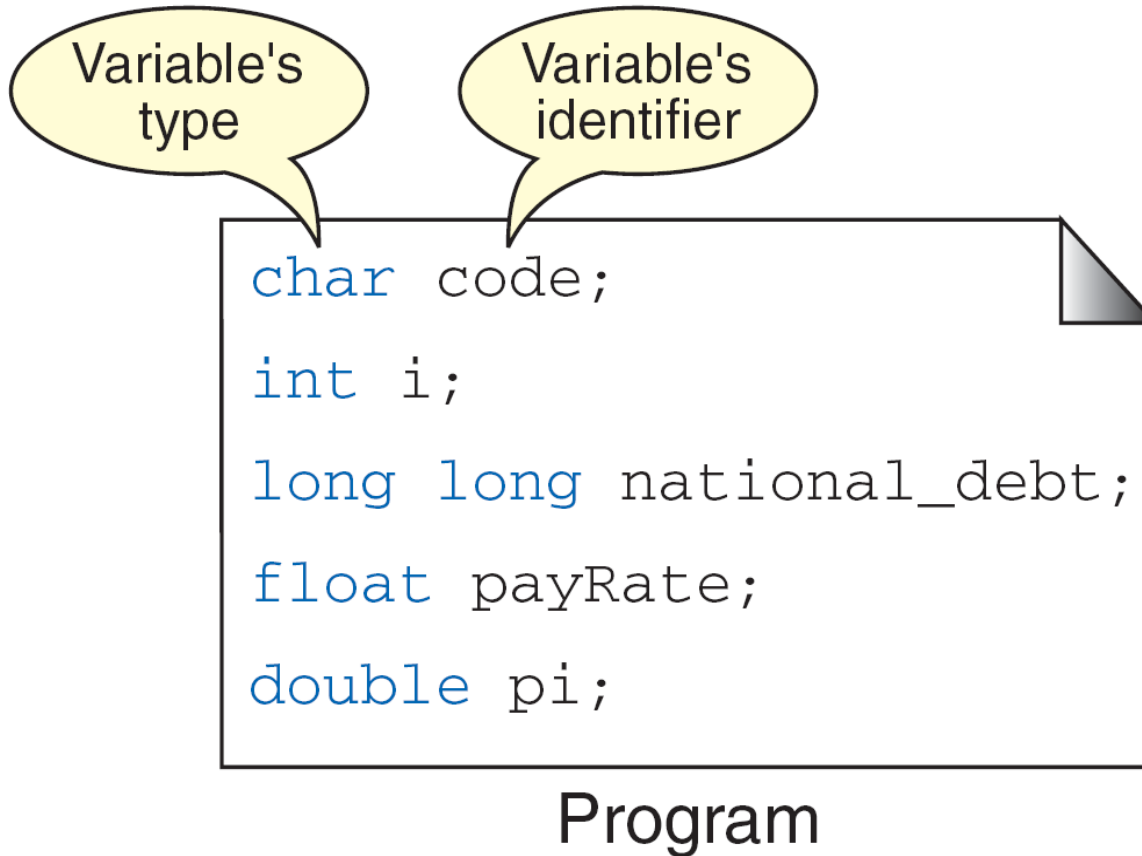 Variable's
type
Variable's
identifier
char code;
int i;
long long national_debt;
float payRate;
double pi;
Program